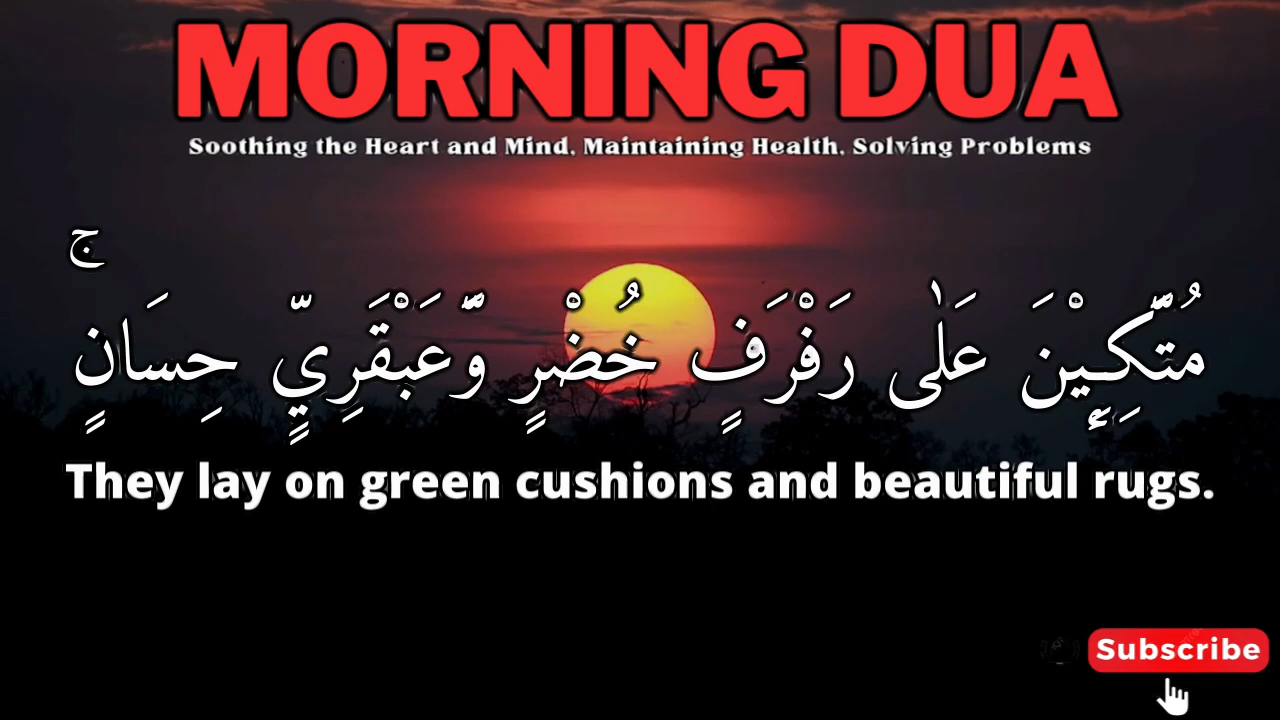 MORNING DUA
Soothing the Heart and Mind, Maintaining Health, Solving Problems
مُتَّكِـِٕيْنَ عَلٰى رَفْرَفٍ خُضْرٍ وَّعَبْقَرِيٍّ حِسَانٍۚ
They lay on green cushions and beautiful rugs.
Subscribe